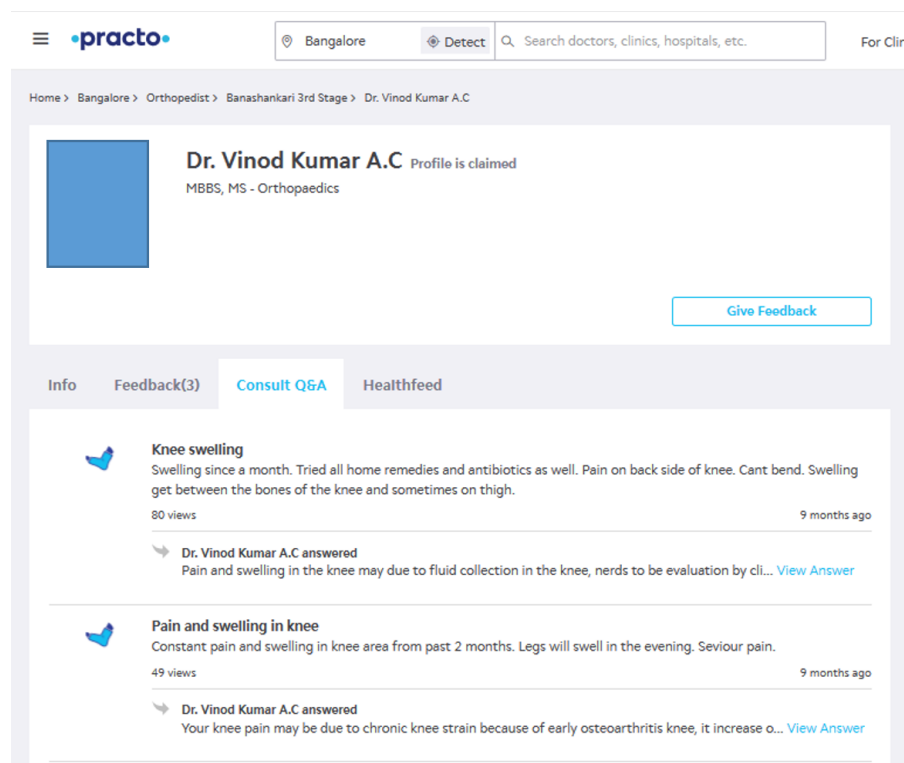 practo
Bangalore Detect Search doctors, clinics, hospitals, etc. For Clin
Home > Bangalore > Orthopedist > Banashankari 3rd Stage > Dr. Vinod Kumar A.C
Dr. Vinod Kumar A.C Profile is claimed
MBBS, MS - Orthopaedics
Give Feedback
Info Feedback(3) Consult Q&A Healthfeed
Knee swelling
Swelling since a month. Tried all home remedies and antibiotics as well. Pain on back side of knee. Cant bend. Swelling
get between the bones of the knee and sometimes on thigh.
80 views 9 months ago
Dr. Vinod Kumar A.C answered
Pain and swelling in the knee may due to fluid collection in the knee, nerds to be evaluation by cli... View Answer
Pain and swelling in knee
Constant pain and swelling in knee area from past 2 months. Legs will swell in the evening. Seviour pain.
49 views 9 months ago
Dr. Vinod Kumar A.C answered
Your knee pain may be due to chronic knee strain because of early osteoarthritis knee, it increase o... View Answer